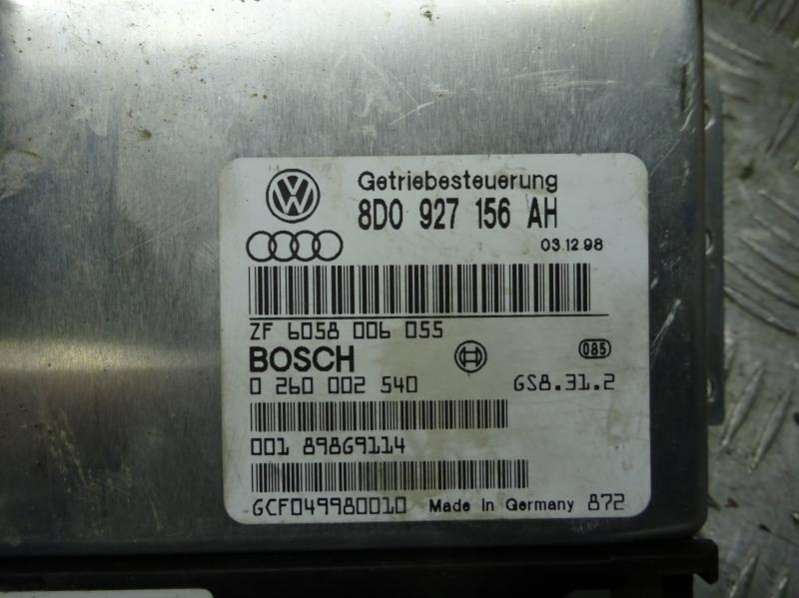 Getriebesteuerung
8D0 927 156 AH
03.12.98
ZF 6058 006 055
BOSCH
085
0 260 002 540 GS8.31.2
001 89869114
GCF049980010 Made In Germany 872